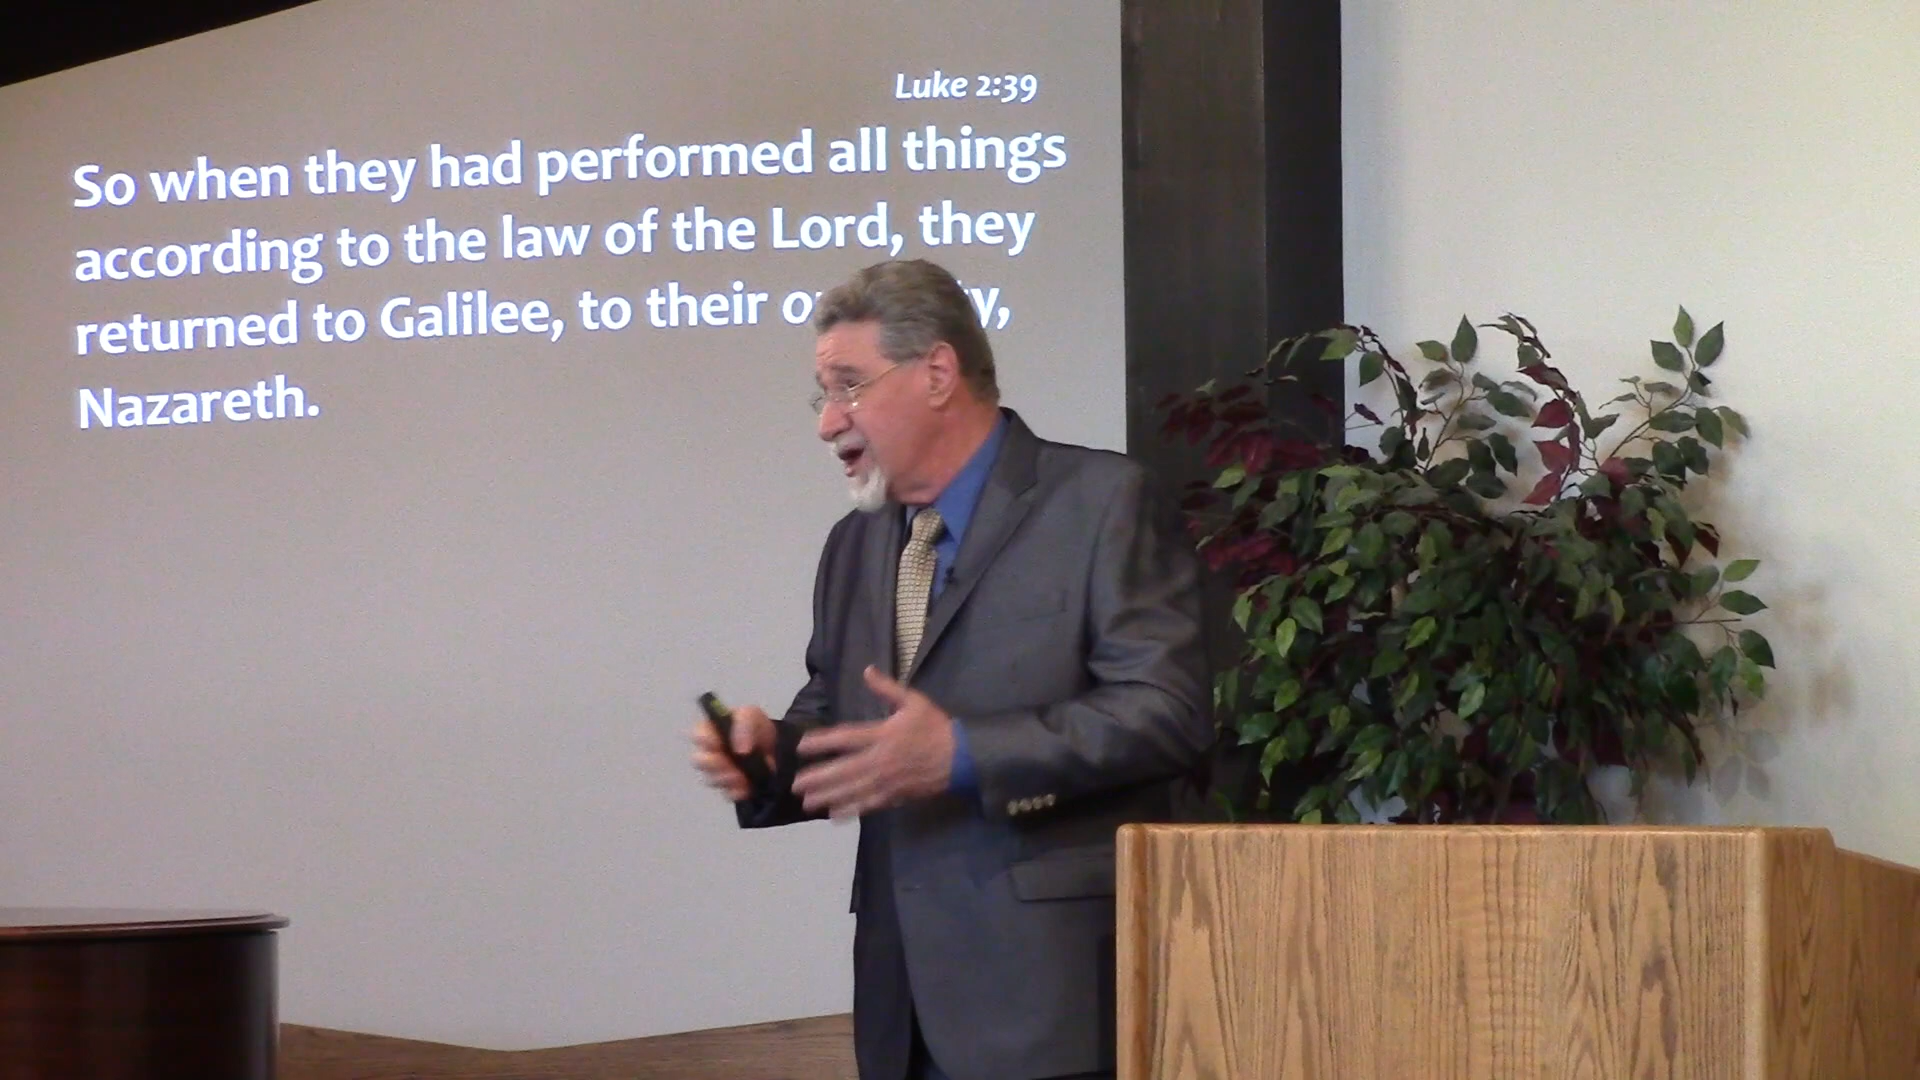 Luke 2:39
So when they had performed all things
according to the law of the Lord, they
returned to Galilee, to their
Nazareth.